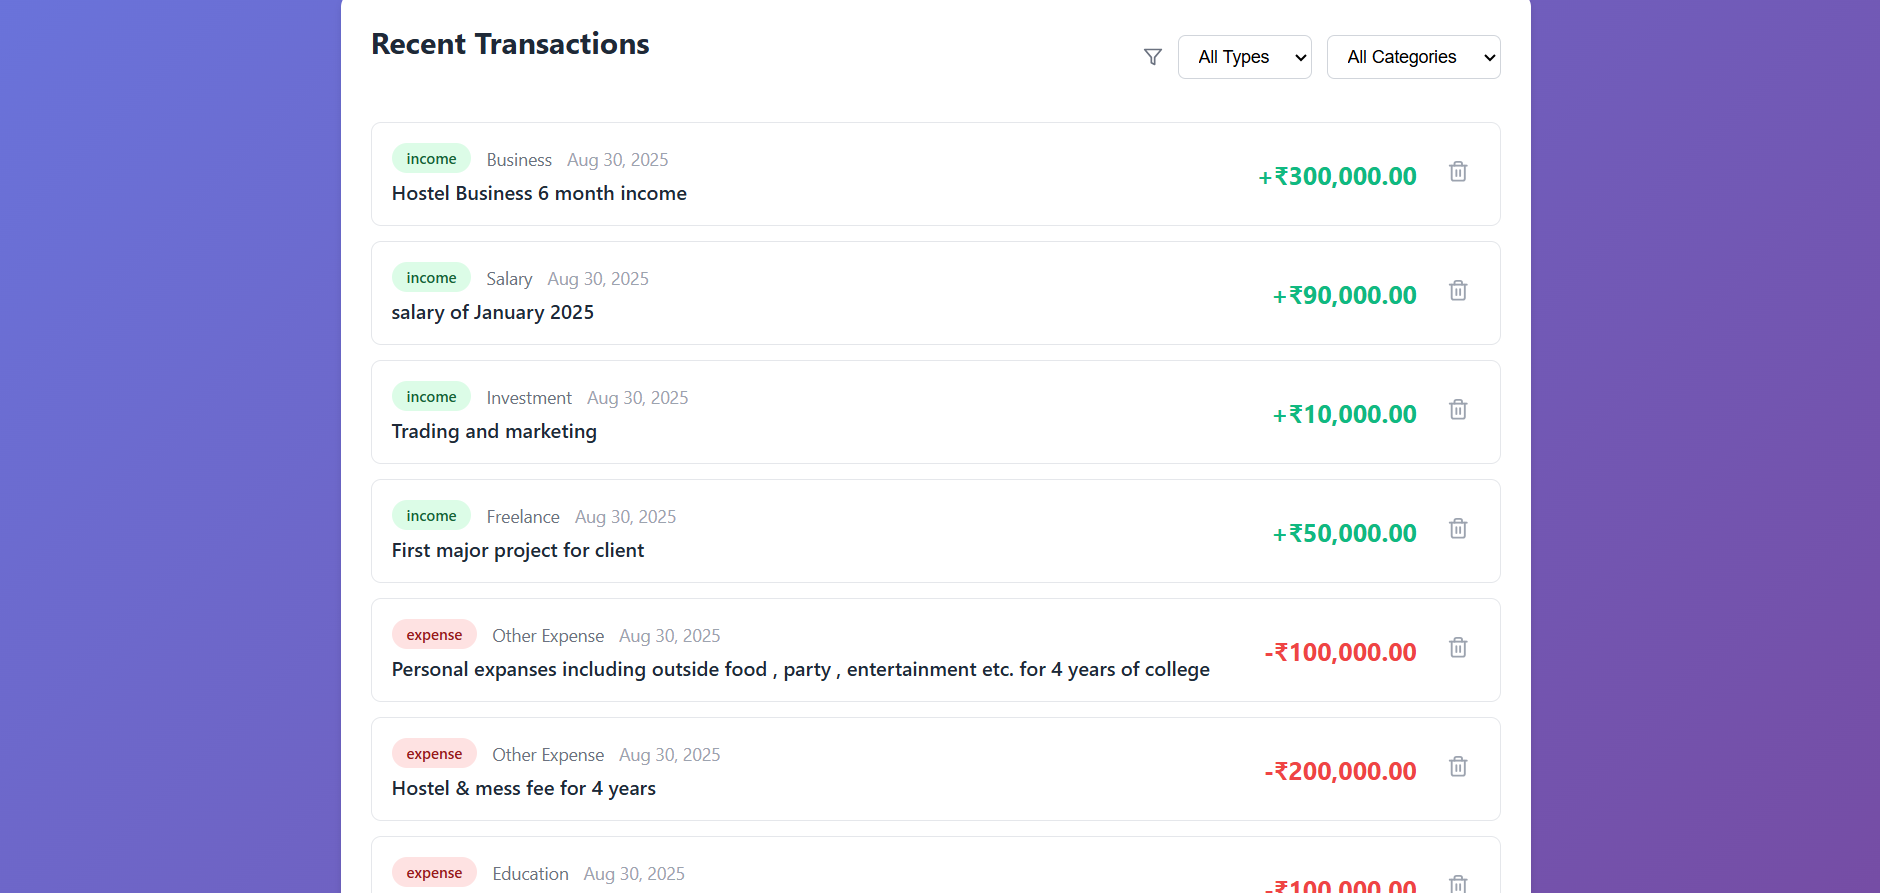 Recent Transactions
All Types
All Categories
income Business Aug 30, 2025
Hostel Business 6 month income
+₹300,000.00
income Salary Aug 30, 2025
salary of January 2025
+₹90,000.00
income Investment Aug 30, 2025
Trading and marketing
+₹10,000.00
income Freelance Aug 30, 2025
First major project for client
+₹50,000.00
expense Other Expense Aug 30, 2025
Personal expanses including outside food , party , entertainment etc. for 4 years of college
-₹100,000.00
expense Other Expense Aug 30, 2025
Hostel & mess fee for 4 years
-₹200,000.00
expense Education Aug 30, 2025
-₹100,000.00